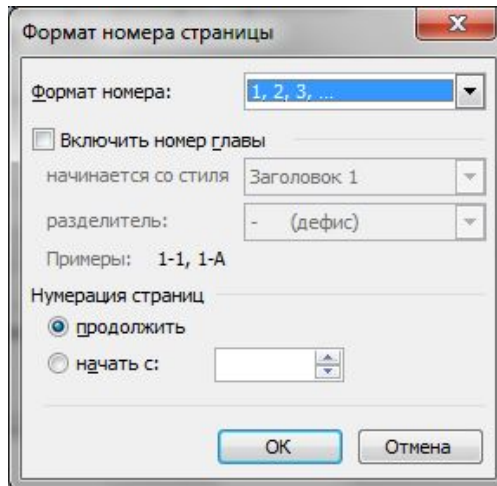 Формат номера страницы
Формат номера: 1, 2, 3, ...
Включить номер главы
начинается со стиля Заголовок 1
разделитель: - (дефис)
Примеры: 1-1, 1-A
Нумерация страниц
продолжить
начать с:
ОК Отмена